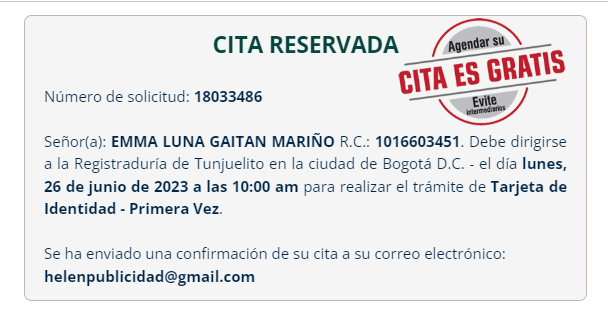 CITA RESERVADA
Agendar su
CITA ES GRATIS
Evite
intermediarios
Número de solicitud: 18033486
Señor(a): EMMA LUNA GAITAN MARIÑO R.C.: 1016603451. Debe dirigirse
a la Registraduría de Tunjuelito en la ciudad de Bogotá D.C. - el día lunes,
26 de junio de 2023 a las 10:00 am para realizar el trámite de Tarjeta de
Identidad - Primera Vez.
Se ha enviado una confirmación de su cita a su correo electrónico:
helenpublicidad@gmail.com